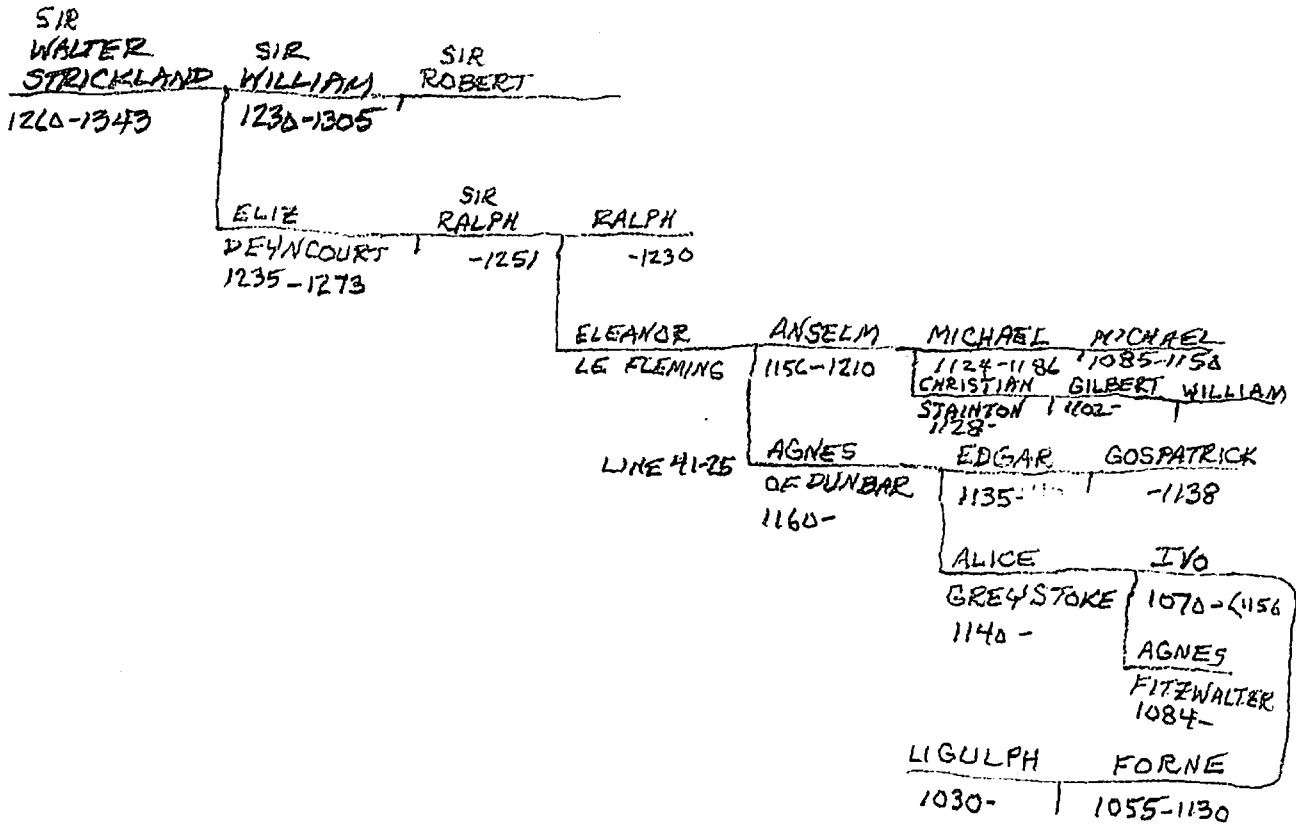 SIR
WALTER SIR SIR
STRICKLAND WILLIAM ROBERT
1260-1343 1230-1305
SIR
ELIZ RALPH RALPH
DEYNCOURT -1251 -1230
1235-1273
ELEANOR ANSELM MICHAEL MICHAEL
LE FLEMING 1156-1210 1124-1186 1085-1150
CHRISTIAN GILBERT WILLIAM
STAINTON 1102-
1128-
LINE 41-25 AGNES EDGAR GOSPATRICK
OF DUNBAR 1135- -1138
1160-
ALICE IVO
GREYSTOKE 1070-<1156
1140-
AGNES
FITZWALTER
1084-
LIGULPH FORNE
1030- 1055-1130